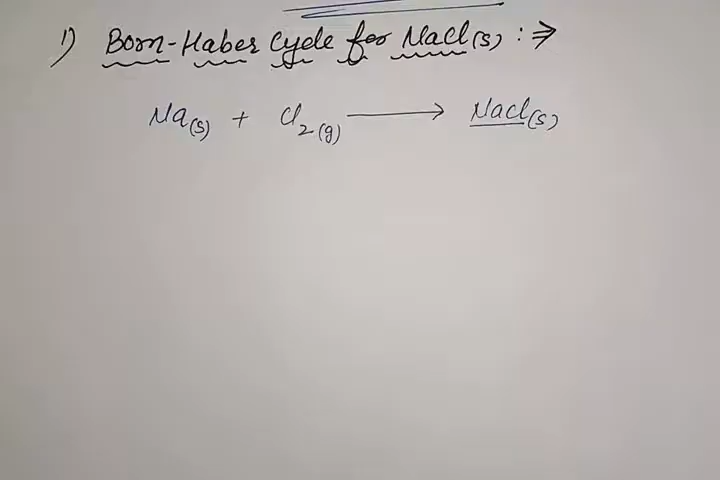 1) Born-Haber Cycle for NaCl(s) :⇒
Na(s) + Cl2(g) ⟶ NaCl(s)